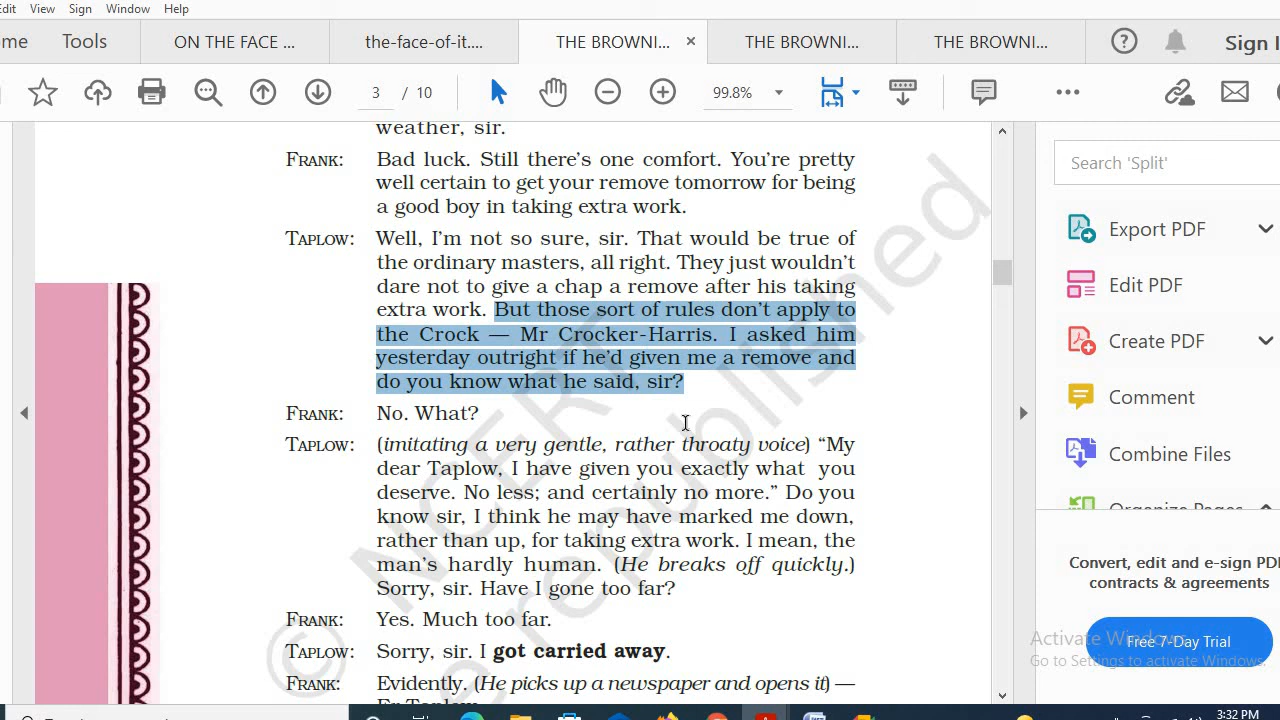 Edit View Sign Window Help
ome Tools ON THE FACE ... the-face-of-it.... THE BROWNI... × THE BROWNI... THE BROWNI... Sign I
3 / 10 99.8%
weather, sir.
FRANK: Bad luck. Still there's one comfort. You're pretty
well certain to get your remove tomorrow for being
a good boy in taking extra work.
TAPLOW: Well, I'm not so sure, sir. That would be true of
the ordinary masters, all right. They just wouldn't
dare not to give a chap a remove after his taking
extra work. But those sort of rules don't apply to
the Crock — Mr Crocker-Harris. I asked him
yesterday outright if he'd given me a remove and
do you know what he said, sir?
FRANK: No. What?
TAPLOW: (imitating a very gentle, rather throaty voice) “My
dear Taplow, I have given you exactly what you
deserve. No less; and certainly no more.” Do you
know sir, I think he may have marked me down,
rather than up, for taking extra work. I mean, the
man's hardly human. (He breaks off quickly.)
Sorry, sir. Have I gone too far?
FRANK: Yes. Much too far.
TAPLOW: Sorry, sir. I got carried away.
FRANK: Evidently. (He picks up a newspaper and opens it) —
© NCERT
republished
Search 'Split'
Export PDF
Edit PDF
Create PDF
Comment
Combine Files
Organize Pages
Convert, edit and e-sign PD
contracts & agreements
Free 7-Day Trial
Activate Windows
Go to Settings to activate Windows.
3:32 PM